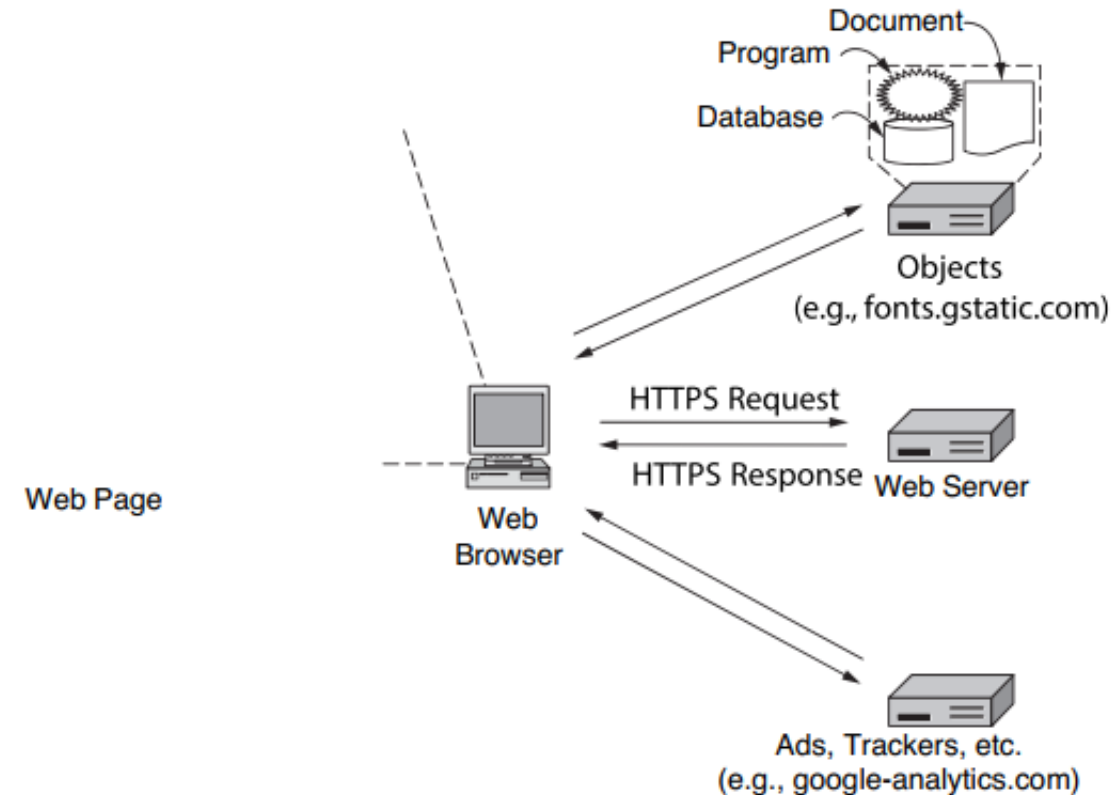 Document
Program
Database
Objects
(e.g., fonts.gstatic.com)
HTTPS Request
HTTPS Response
Web Server
Web Page
Web
Browser
Ads, Trackers, etc.
(e.g., google-analytics.com)